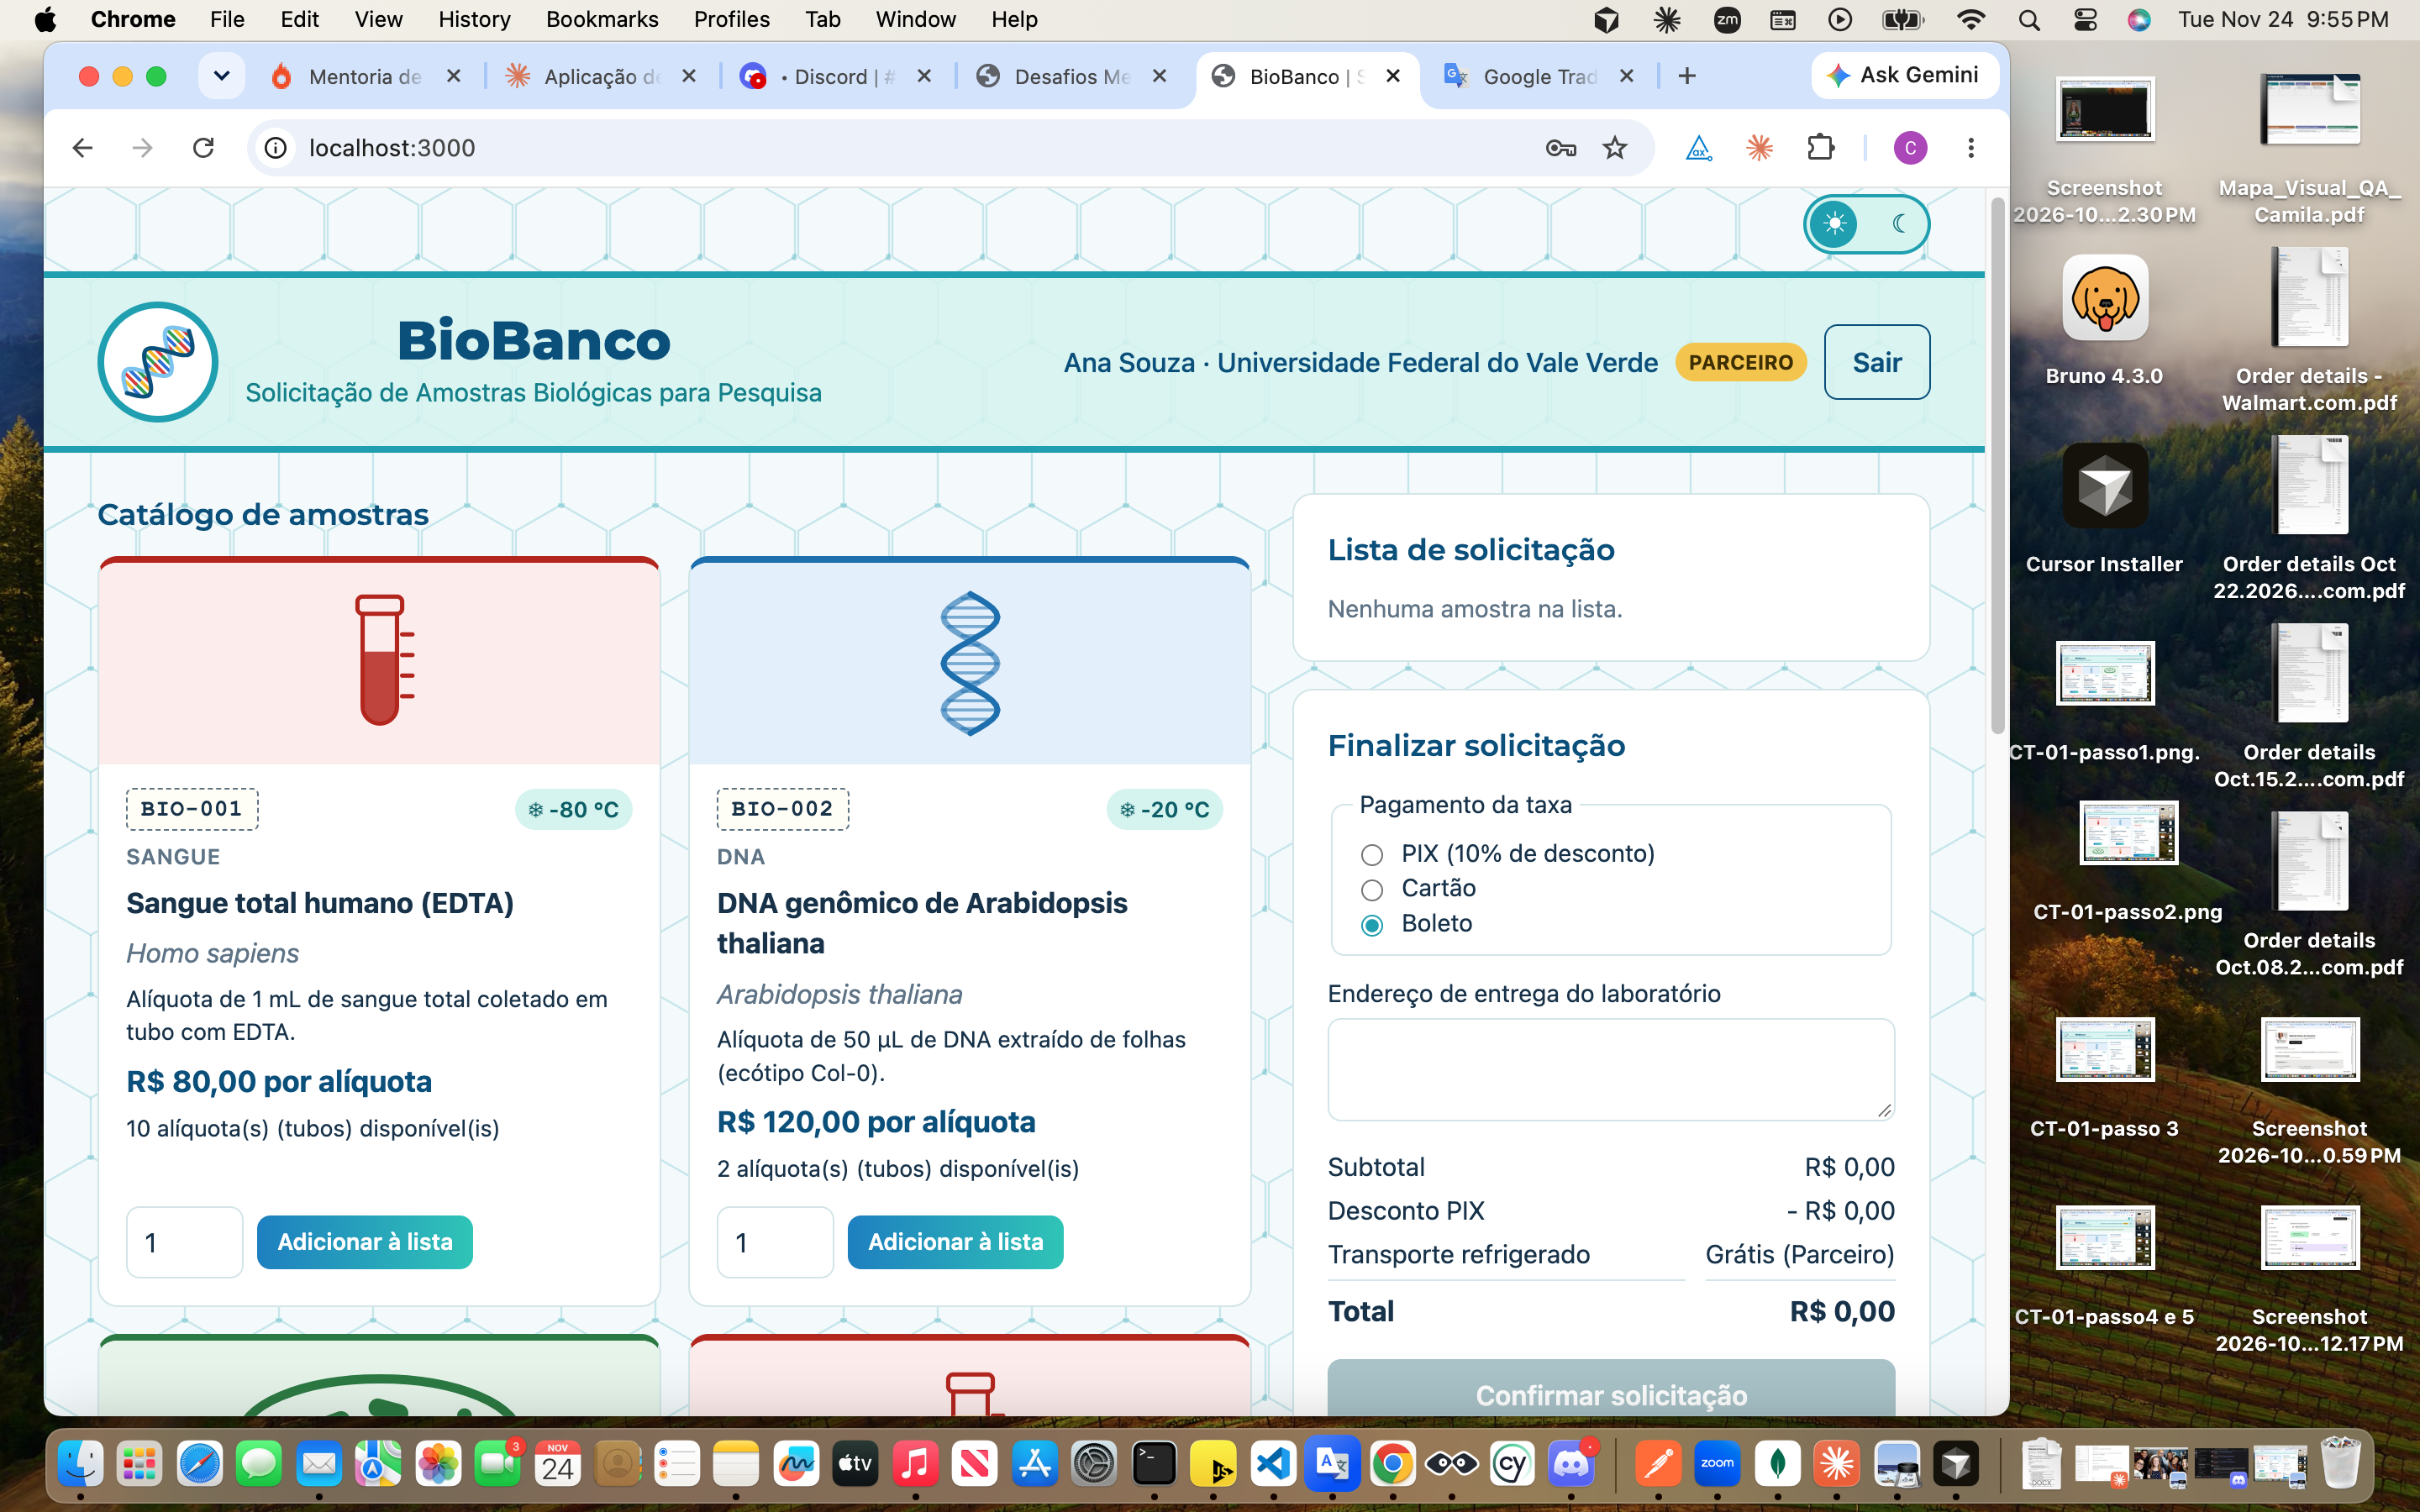 Chrome File Edit View History Bookmarks Profiles Tab Window Help
zm
Tue Nov 24 9:55 PM
Mentoria de
Aplicação de
• Discord | #
Desafios Me
BioBanco | S
Google Trad
Ask Gemini
localhost:3000
C
BioBanco
Solicitação de Amostras Biológicas para Pesquisa
Ana Souza · Universidade Federal do Vale Verde
PARCEIRO
Sair
Catálogo de amostras
BIO-001
❄ -80 °C
SANGUE
Sangue total humano (EDTA)
Homo sapiens
Alíquota de 1 mL de sangue total coletado em
tubo com EDTA.
R$ 80,00 por alíquota
10 alíquota(s) (tubos) disponível(is)
1
Adicionar à lista
BIO-002
❄ -20 °C
DNA
DNA genômico de Arabidopsis
thaliana
Arabidopsis thaliana
Alíquota de 50 µL de DNA extraído de folhas
(ecótipo Col-0).
R$ 120,00 por alíquota
2 alíquota(s) (tubos) disponível(is)
1
Adicionar à lista
Lista de solicitação
Nenhuma amostra na lista.
Finalizar solicitação
Pagamento da taxa
PIX (10% de desconto)
Cartão
Boleto
Endereço de entrega do laboratório
Subtotal R$ 0,00
Desconto PIX - R$ 0,00
Transporte refrigerado Grátis (Parceiro)
Total R$ 0,00
Confirmar solicitação
Screenshot
2026-10...2.30 PM
Mapa_Visual_QA_
Camila.pdf
Bruno 4.3.0
Order details -
Walmart.com.pdf
Cursor Installer
Order details Oct
22.2026....com.pdf
CT-01-passo1.png.
Order details
Oct.15.2....com.pdf
CT-01-passo2.png
Order details
Oct.08.2...com.pdf
CT-01-passo 3
Screenshot
2026-10...0.59 PM
CT-01-passo4 e 5
Screenshot
2026-10...12.17 PM
3
NOV
24
tv
JS
A
cy
zoom
DOCX